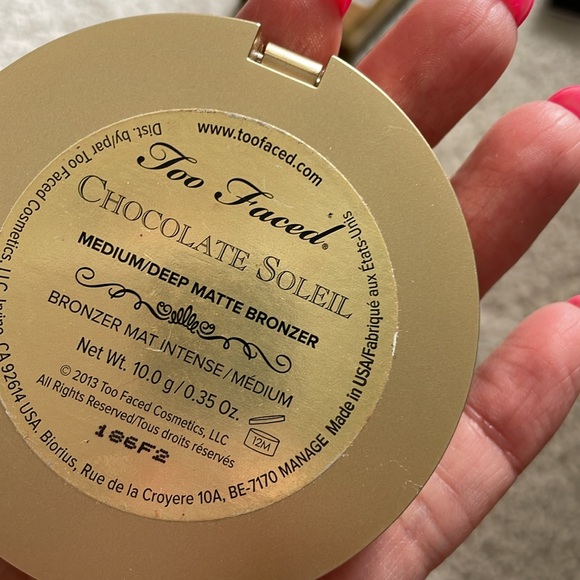 www.toofaced.com
Too Faced®
CHOCOLATE SOLEIL
MEDIUM/DEEP MATTE BRONZER
BRONZER MAT INTENSE/MEDIUM
Net Wt. 10.0 g / 0.35 Oz.
© 2013 Too Faced Cosmetics, LLC
All Rights Reserved/Tous droits réservés
12M
186F2
Dist. by/par Too Faced Cosmetics, LLC, Irvine, CA 92614 USA. Biorius, Rue de la Croyere 10A, BE-7170 MANAGE Made in USA/Fabriqué aux États-Unis